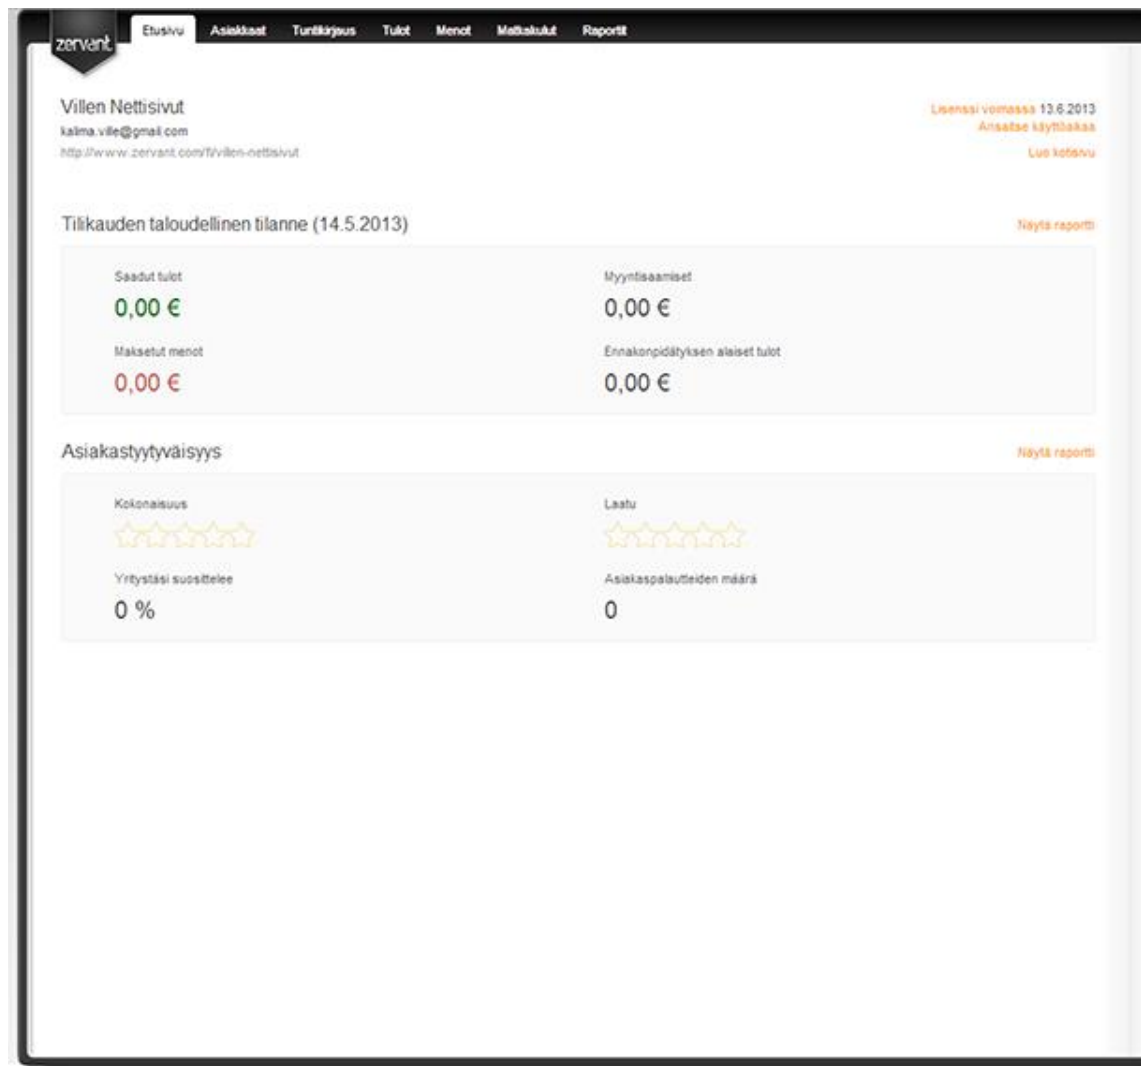 zervant
Etusivu Asiakkaat Tuntikirjaus Tulot Menot Matkakulut Raportit
Villen Nettisivut
Lisenssi voimassa 13.6.2013
kalima.ville@gmail.com
Ansaitse käyttöaikaa
http://www.zervant.com/fi/villen-nettisivut
Luo kotisivu
Tilikauden taloudellinen tilanne (14.5.2013)
Näytä raportti
Saadut tulot
Myyntisaamiset
0,00 €
0,00 €
Maksetut menot
Ennakonpidätyksen alaiset tulot
0,00 €
0,00 €
Asiakastyytyväisyys
Näytä raportti
Kokonaisuus
Laatu
Yritystäsi suosittelee
Asiakaspalautteiden määrä
0 %
0